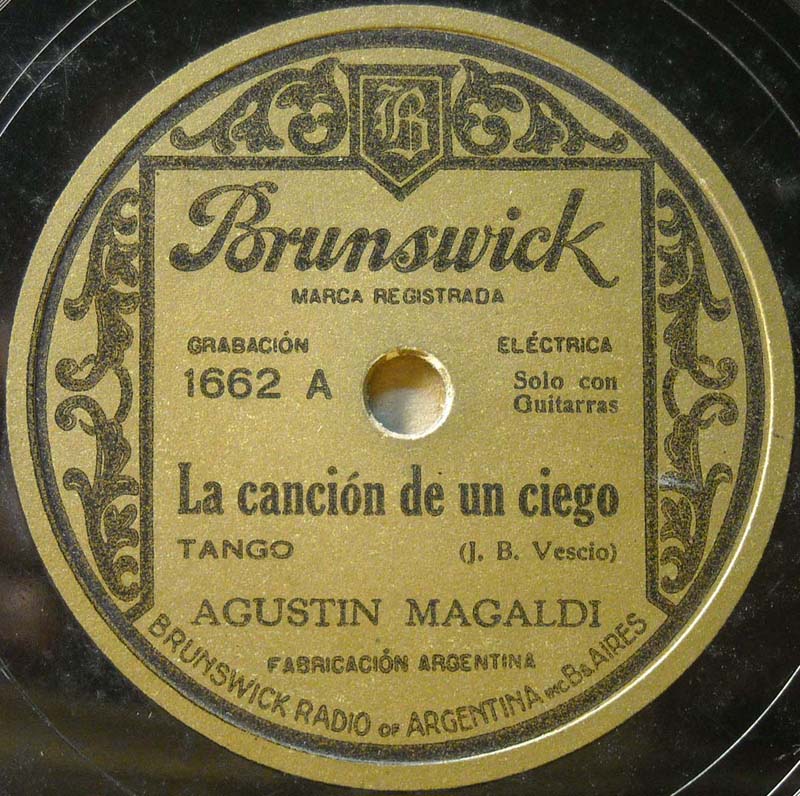 B
Brunswick
MARCA REGISTRADA
GRABACIÓN ELÉCTRICA
1662 A Solo con
Guitarras
La canción de un ciego
TANGO (J. B. Vescio)
AGUSTIN MAGALDI
FABRICACIÓN ARGENTINA
BRUNSWICK RADIO OF ARGENTINA INC. Bs AIRES